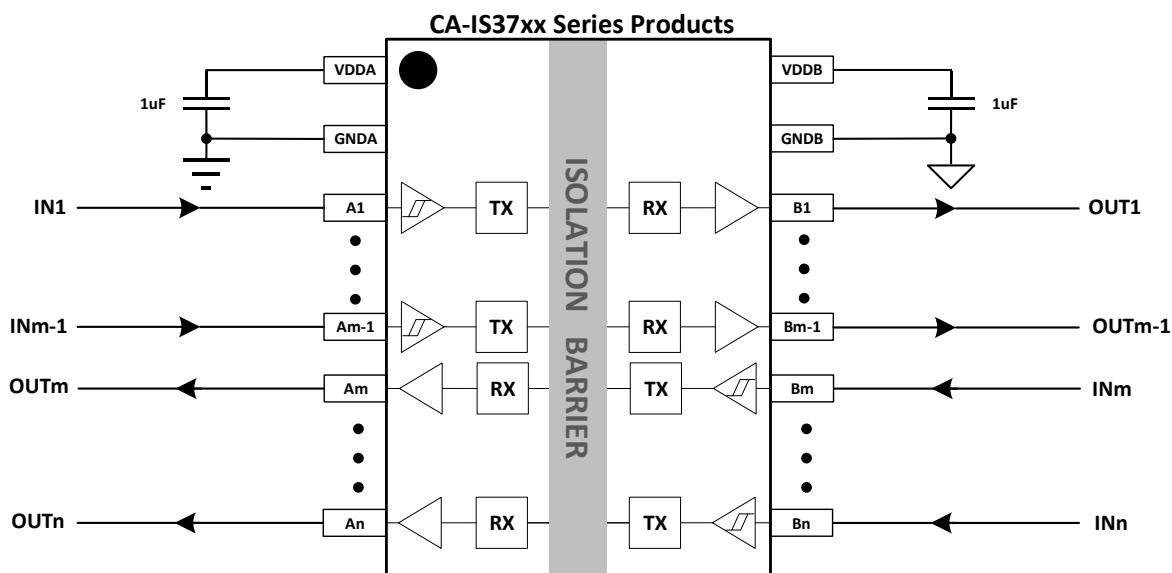 CA-IS37xx Series Products
VDDA
VDDB
1uF
1uF
GNDA
GNDB
ISOLATION BARRIER
IN1
A1
TX
RX
B1
OUT1
INm-1
Am-1
TX
RX
Bm-1
OUTm-1
OUTm
Am
RX
TX
Bm
INm
OUTn
An
RX
TX
Bn
INn